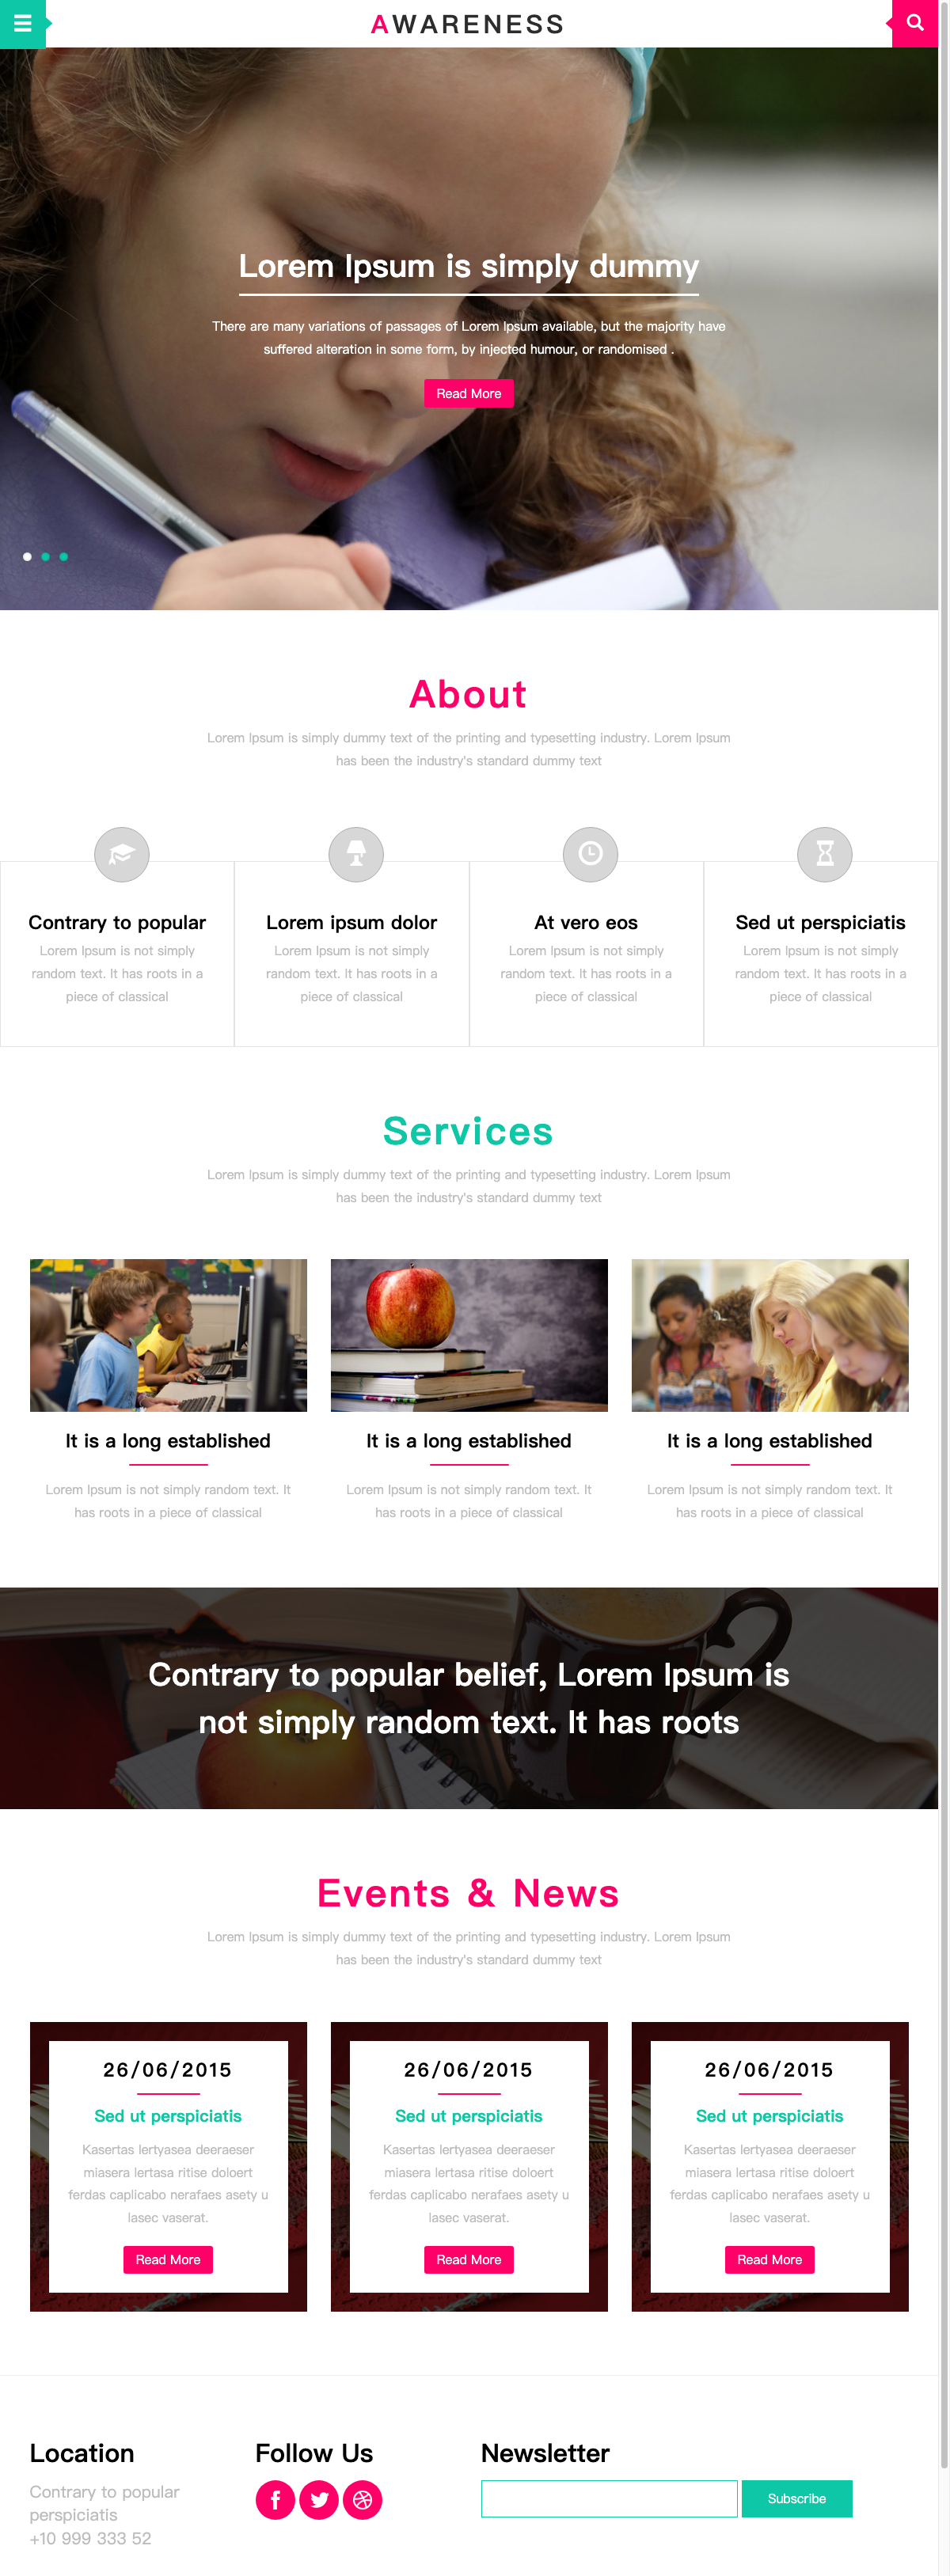 AWARENESS
Lorem Ipsum is simply dummy
There are many variations of passages of Lorem Ipsum available, but the majority have
suffered alteration in some form, by injected humour, or randomised .
Read More
About
Lorem Ipsum is simply dummy text of the printing and typesetting industry. Lorem Ipsum
has been the industry's standard dummy text
Contrary to popular
Lorem Ipsum is not simply
random text. It has roots in a
piece of classical
Lorem ipsum dolor
Lorem Ipsum is not simply
random text. It has roots in a
piece of classical
At vero eos
Lorem Ipsum is not simply
random text. It has roots in a
piece of classical
Sed ut perspiciatis
Lorem Ipsum is not simply
random text. It has roots in a
piece of classical
Services
Lorem Ipsum is simply dummy text of the printing and typesetting industry. Lorem Ipsum
has been the industry's standard dummy text
It is a long established
Lorem Ipsum is not simply random text. It
has roots in a piece of classical
It is a long established
Lorem Ipsum is not simply random text. It
has roots in a piece of classical
It is a long established
Lorem Ipsum is not simply random text. It
has roots in a piece of classical
Contrary to popular belief, Lorem Ipsum is
not simply random text. It has roots
Events & News
Lorem Ipsum is simply dummy text of the printing and typesetting industry. Lorem Ipsum
has been the industry's standard dummy text
26/06/2015
Sed ut perspiciatis
Kasertas lertyasea deeraeser
miasera lertasa ritise doloert
ferdas caplicabo nerafaes asety u
lasec vaserat.
Read More
26/06/2015
Sed ut perspiciatis
Kasertas lertyasea deeraeser
miasera lertasa ritise doloert
ferdas caplicabo nerafaes asety u
lasec vaserat.
Read More
26/06/2015
Sed ut perspiciatis
Kasertas lertyasea deeraeser
miasera lertasa ritise doloert
ferdas caplicabo nerafaes asety u
lasec vaserat.
Read More
Location
Contrary to popular
perspiciatis
+10 999 333 52
Follow Us
Newsletter
Subscribe